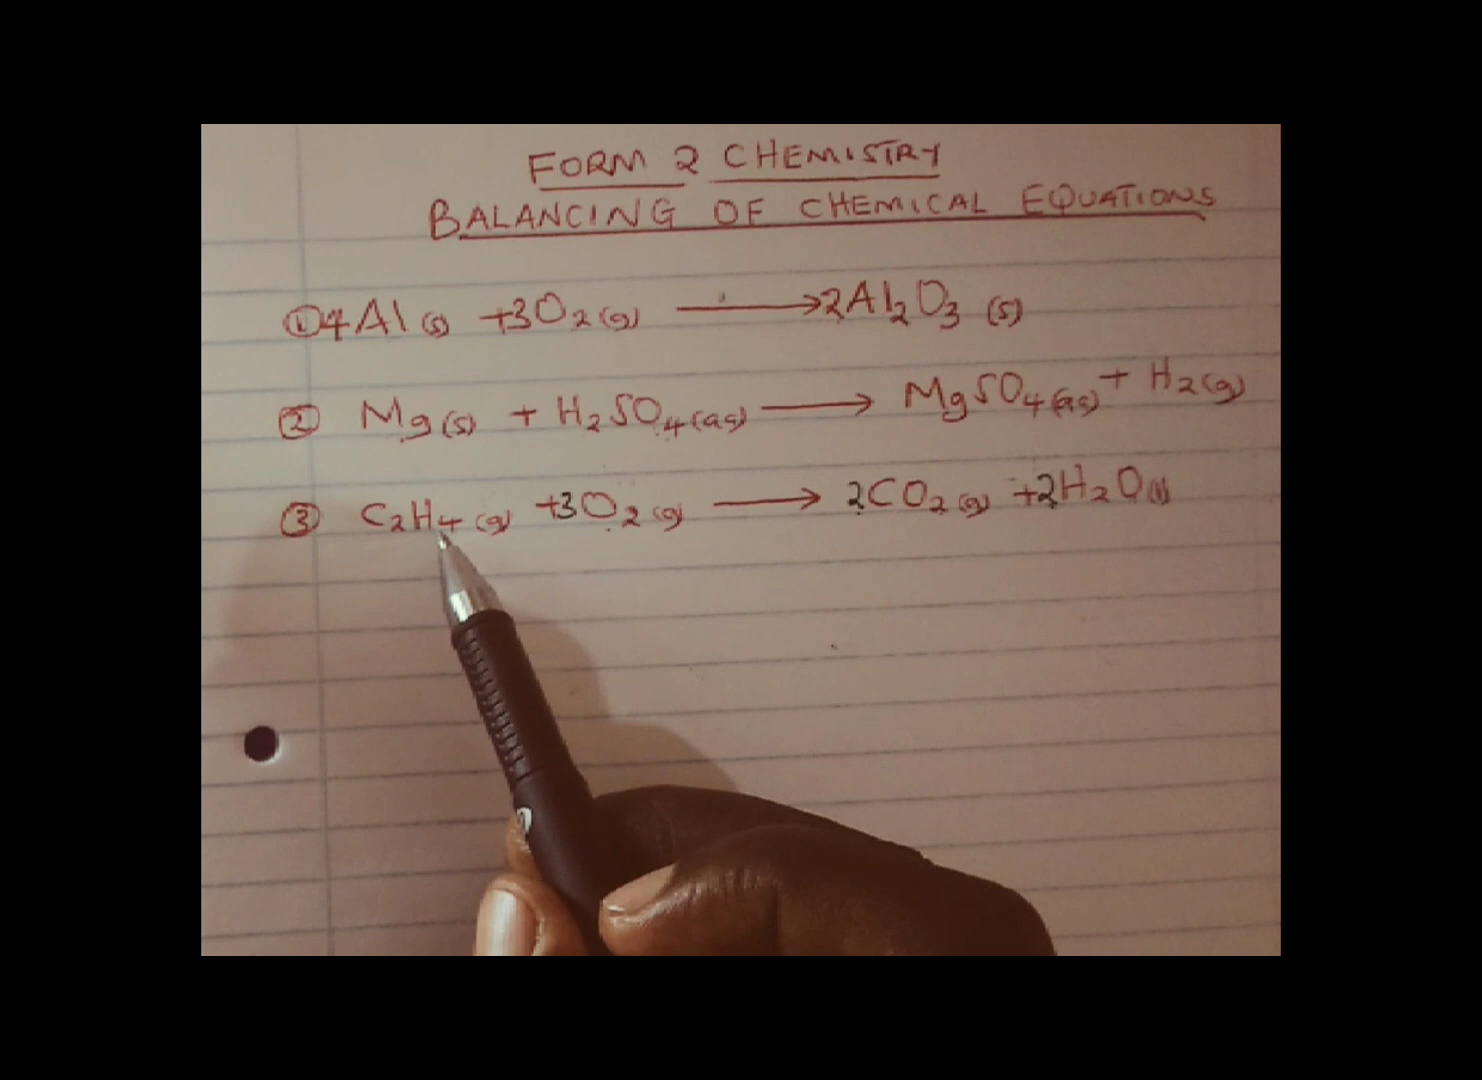 FORM 2 CHEMISTRY
BALANCING OF CHEMICAL EQUATIONS
① 4Al(s) + 3O₂(g) ⟶ 2Al₂O₃(s)
② Mg(s) + H₂SO₄(aq) ⟶ MgSO₄(aq) + H₂(g)
③ C₂H₄(g) + 3O₂(g) ⟶ 2CO₂(g) + 2H₂O(l)